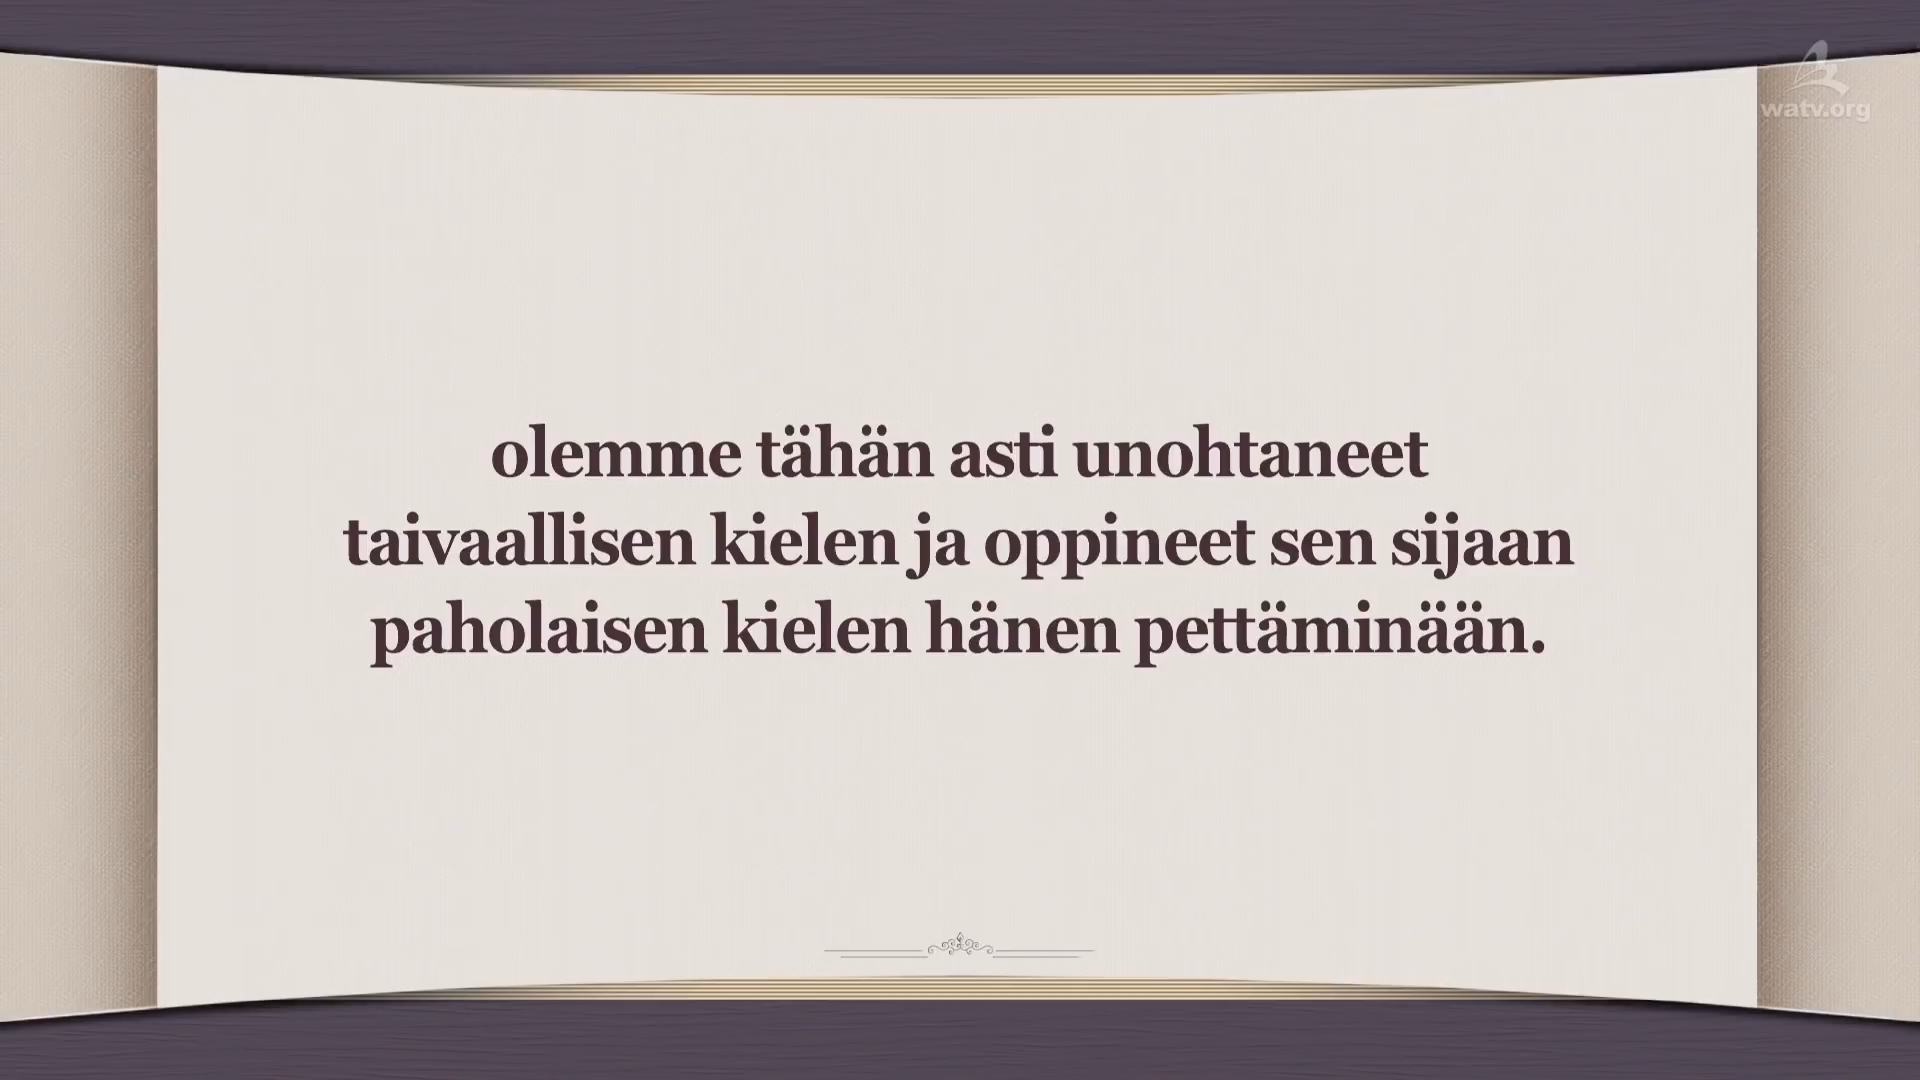 watv.org
olemme tähän asti unohtaneet
taivaallisen kielen ja oppineet sen sijaan
paholaisen kielen hänen pettäminään.